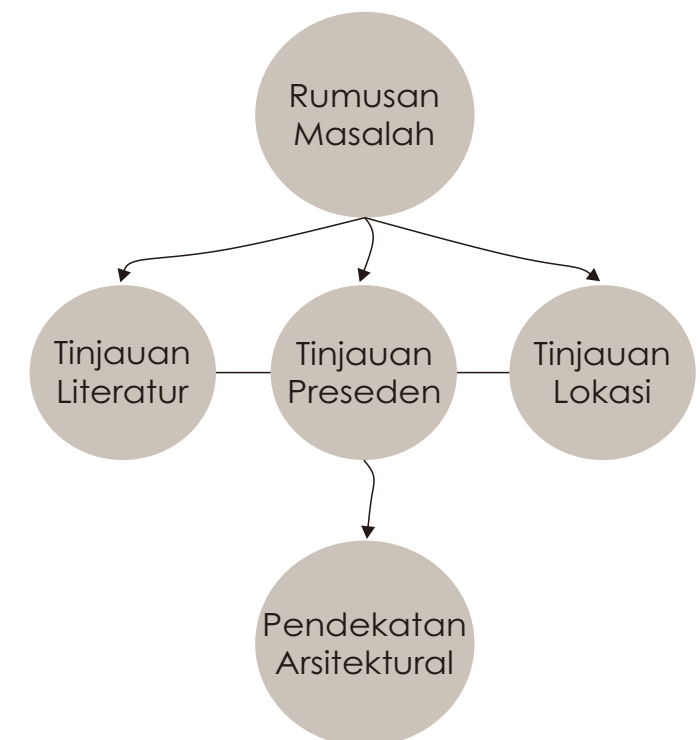 Rumusan
Masalah
Tinjauan
Literatur
Tinjauan
Preseden
Tinjauan
Lokasi
Pendekatan
Arsitektural